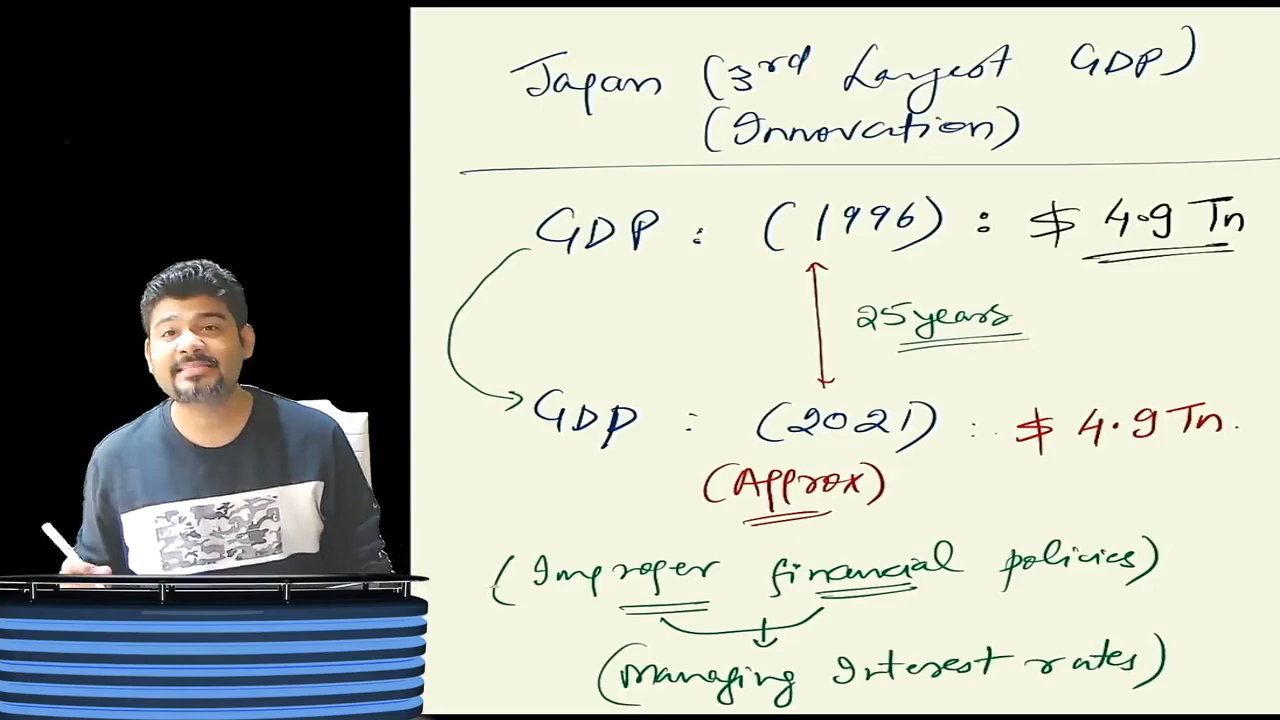 Japan (3rd Largest GDP)
(Innovation)
GDP : (1996) : $ 4.9 Tn
25 years
GDP : (2021) : $ 4.9 Tn.
(Approx)
(Improper financial policies)
(Managing Interest rates)